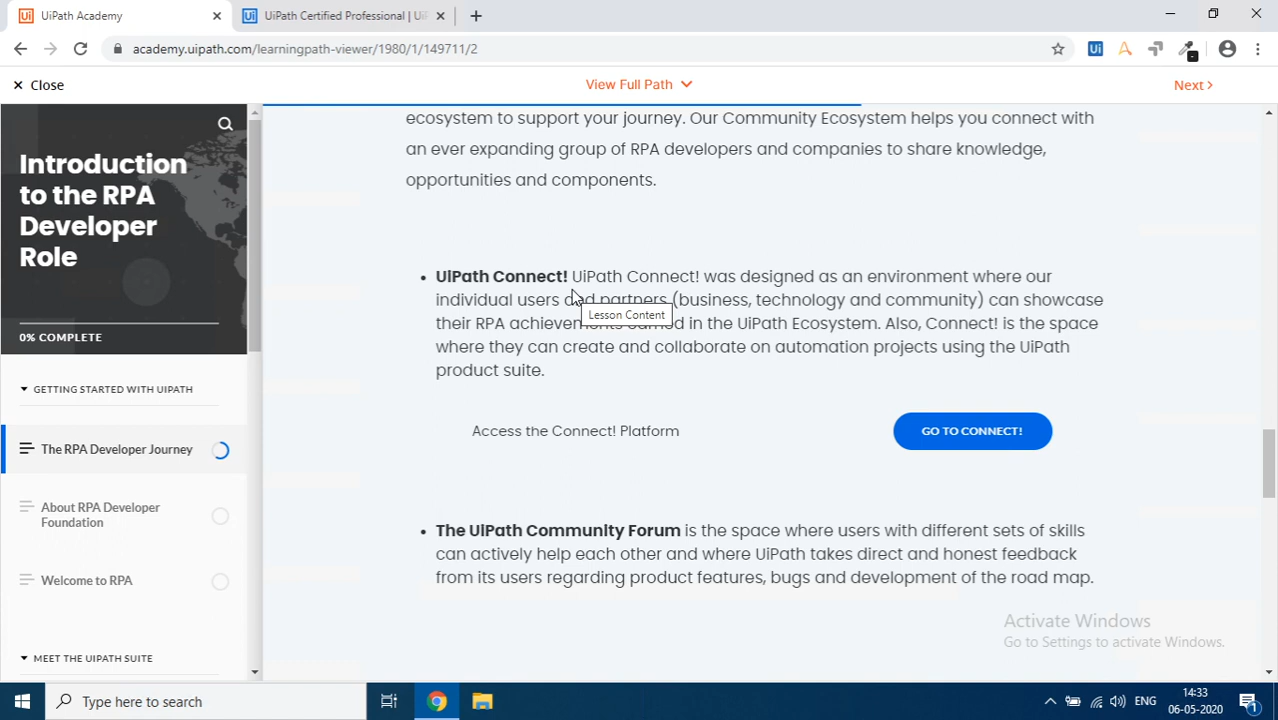 UiPath Academy
UiPath Certified Professional | Ui
academy.uipath.com/learningpath-viewer/1980/1/149711/2
Close
View Full Path
Next
Introduction
to the RPA
Developer
Role
0% COMPLETE
GETTING STARTED WITH UIPATH
The RPA Developer Journey
About RPA Developer
Foundation
Welcome to RPA
MEET THE UIPATH SUITE
ecosystem to support your journey. Our Community Ecosystem helps you connect with
an ever expanding group of RPA developers and companies to share knowledge,
opportunities and components.
• UiPath Connect! UiPath Connect! was designed as an environment where our
individual users and partners (business, technology and community) can showcase
Lesson Content
their RPA achievements earned in the UiPath Ecosystem. Also, Connect! is the space
where they can create and collaborate on automation projects using the UiPath
product suite.
Access the Connect! Platform
GO TO CONNECT!
• The UiPath Community Forum is the space where users with different sets of skills
can actively help each other and where UiPath takes direct and honest feedback
from its users regarding product features, bugs and development of the road map.
Activate Windows
Go to Settings to activate Windows.
Type here to search
ENG
14:33
06-05-2020